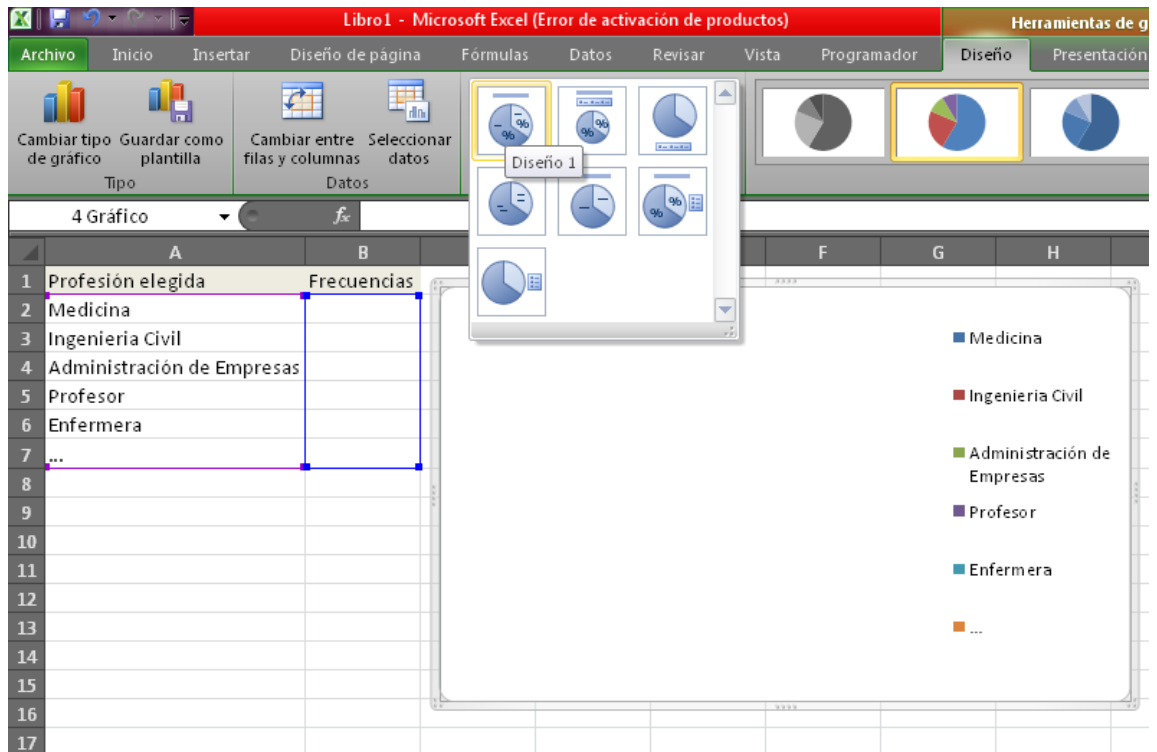 Libro1 - Microsoft Excel (Error de activación de productos)
Herramientas de g
Archivo Inicio Insertar Diseño de página Fórmulas Datos Revisar Vista Programador Diseño Presentación
Cambiar tipo de gráfico
Guardar como plantilla
Cambiar entre filas y columnas
Seleccionar datos
Tipo
Datos
Diseño 1
4 Gráfico
fx
A B F G H
1 Profesión elegida Frecuencias
2 Medicina
3 Ingenieria Civil
4 Administración de Empresas
5 Profesor
6 Enfermera
7 ...
8
9
10
11
12
13
14
15
16
17
Medicina
Ingenieria Civil
Administración de
Empresas
Profesor
Enfermera
...